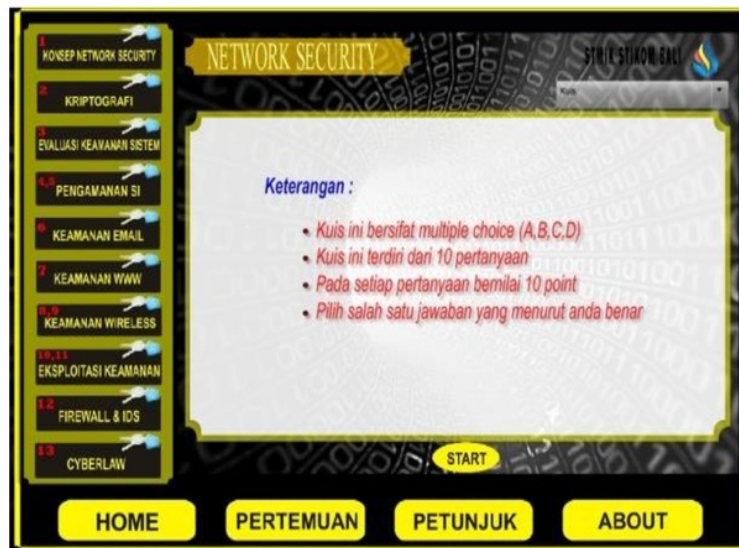 1
KONSEP NETWORK SECURITY
2
KRIPTOGRAFI
3
EVALUASI KEAMANAN SISTEM
4,5
PENGAMANAN SI
6
KEAMANAN EMAIL
7
KEAMANAN WWW
8,9
KEAMANAN WIRELESS
10,11
EKSPLOITASI KEAMANAN
12
FIREWALL & IDS
13
CYBERLAW
NETWORK SECURITY
STMIK STIKOM BALI
Kuis
Keterangan :
• Kuis ini bersifat multiple choice (A,B,C,D)
• Kuis ini terdiri dari 10 pertanyaan
• Pada setiap pertanyaan bernilai 10 point
• Pilih salah satu jawaban yang menurut anda benar
START
HOME
PERTEMUAN
PETUNJUK
ABOUT